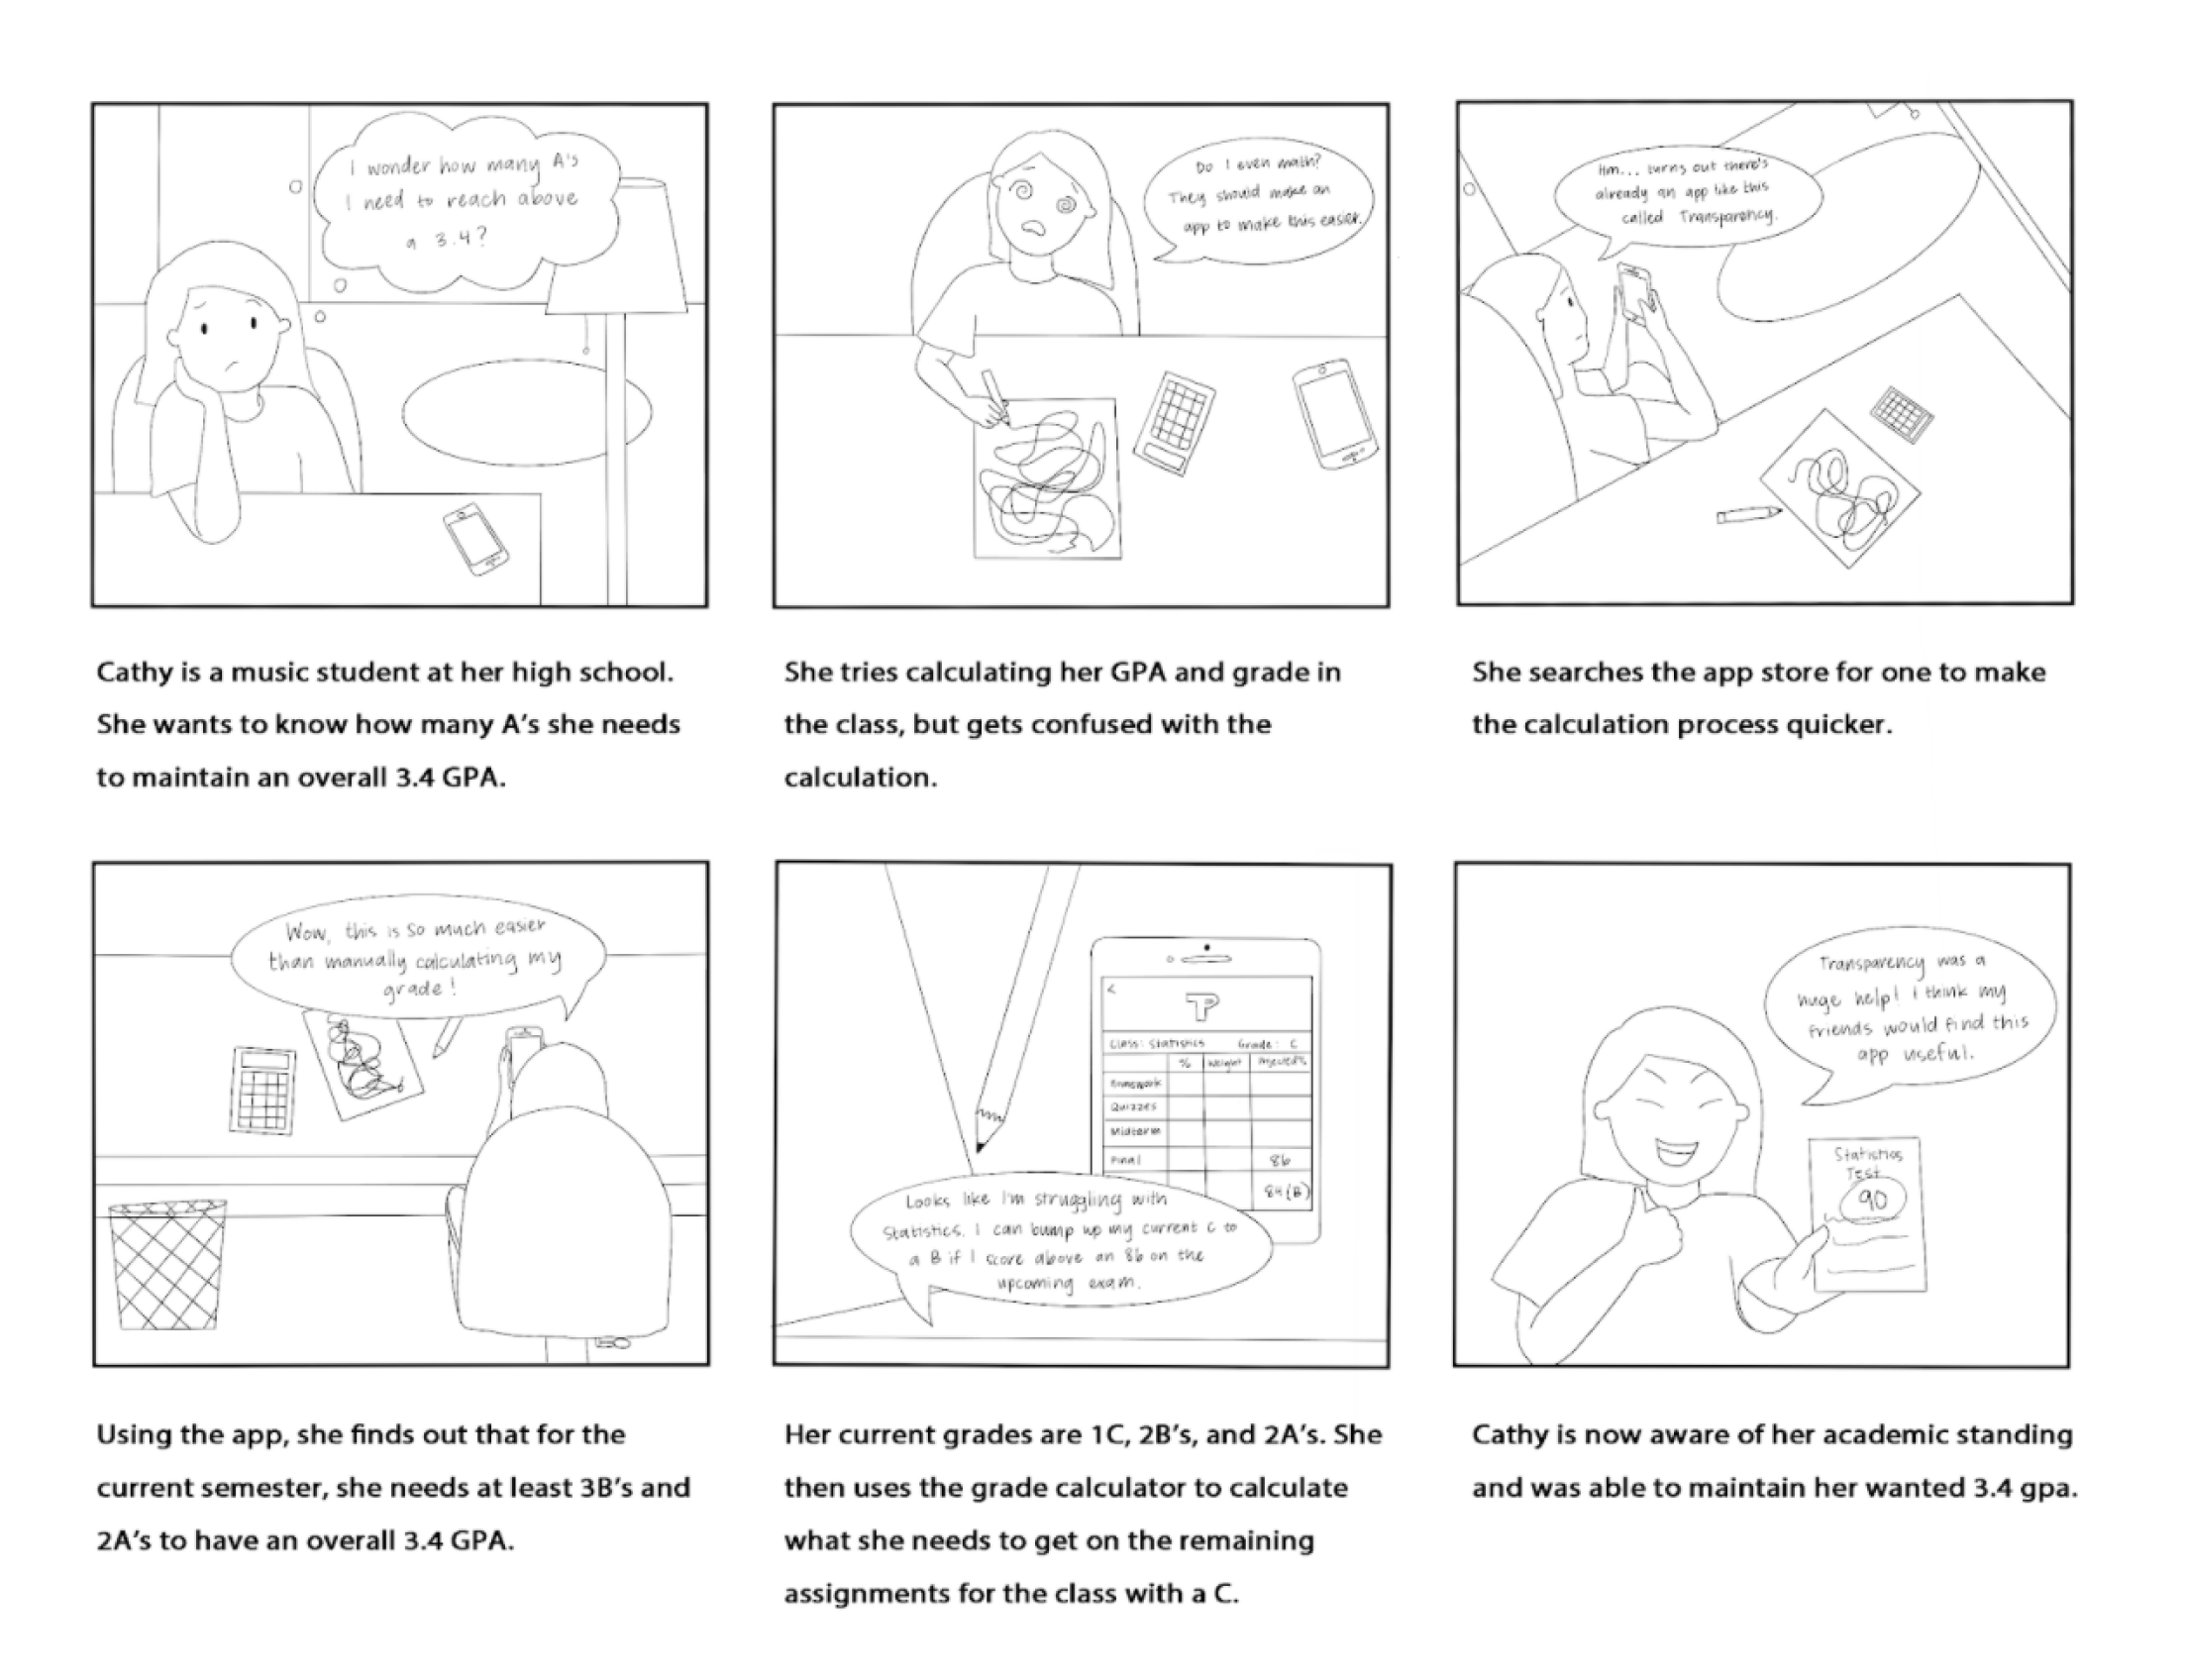 I wonder how many A's
I need to reach above
a 3.4?
Do I even math?
They should make an
app to make this easier.
Hm... turns out there's
already an app like this
called Transparency.
Cathy is a music student at her high school.
She wants to know how many A's she needs
to maintain an overall 3.4 GPA.
She tries calculating her GPA and grade in
the class, but gets confused with the
calculation.
She searches the app store for one to make
the calculation process quicker.
Wow, this is so much easier
than manually calculating my
grade!
<
TP
Class: Statistics Grade: C
% Weight Projected%
Homework
Quizzes
Midterm
Final 86
84 (B)
Looks like I'm struggling with
Statistics. I can bump up my current C to
a B if I score above an 86 on the
upcoming exam.
Transparency was a
huge help! I think my
friends would find this
app useful.
Statistics
Test
90
Using the app, she finds out that for the
current semester, she needs at least 3B's and
2A's to have an overall 3.4 GPA.
Her current grades are 1C, 2B's, and 2A's. She
then uses the grade calculator to calculate
what she needs to get on the remaining
assignments for the class with a C.
Cathy is now aware of her academic standing
and was able to maintain her wanted 3.4 gpa.